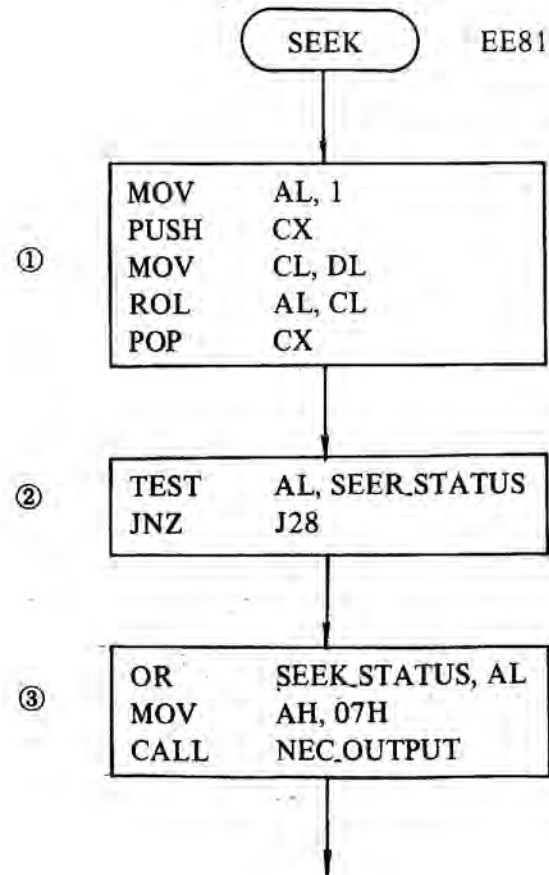 SEEK EE81
MOV AL, 1
PUSH CX
① MOV CL, DL
ROL AL, CL
POP CX
② TEST AL, SEER_STATUS
JNZ J28
OR SEEK_STATUS, AL
③ MOV AH, 07H
CALL NEC_OUTPUT